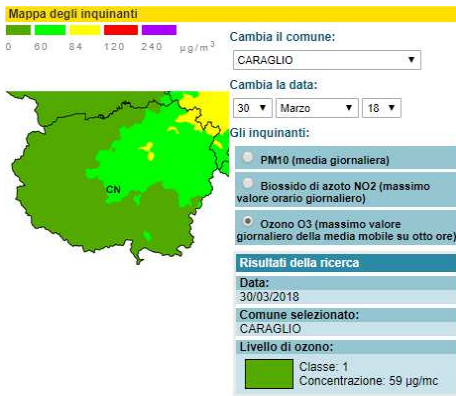 Mappa degli inquinanti
0 60 84 120 240 µg/m³
CN
Cambia il comune:
CARAGLIO
Cambia la data:
30 Marzo 18
Gli inquinanti:
PM10 (media giornaliera)
Biossido di azoto NO2 (massimo
valore orario giornaliero)
Ozono O3 (massimo valore
giornaliero della media mobile su otto ore)
Risultati della ricerca
Data:
30/03/2018
Comune selezionato:
CARAGLIO
Livello di ozono:
Classe: 1
Concentrazione: 59 µg/mc